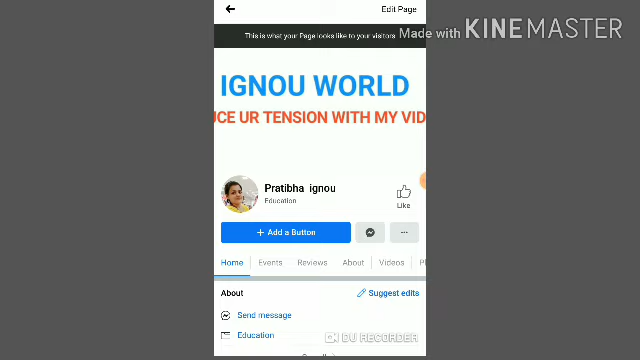 Edit Page
This is what your Page looks like to your visitors
Made with KINEMASTER
IGNOU WORLD
UCE UR TENSION WITH MY VID
Pratibha ignou
Education
Like
+ Add a Button
Home Events Reviews About Videos
About
Suggest edits
Send message
Education
DU RECORDER